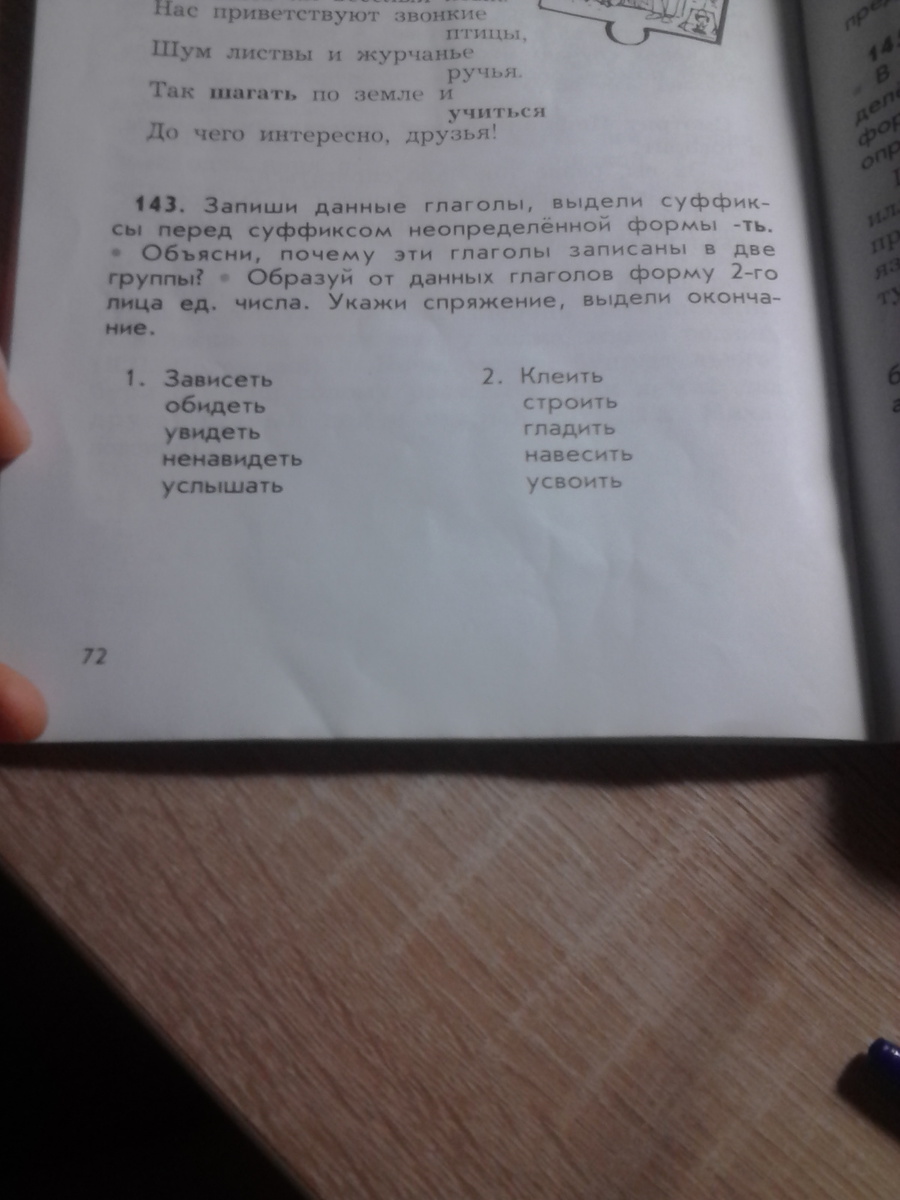 Нас приветствуют звонкие
птицы,
Шум листвы и журчанье
ручья.
Так шагать по земле и
учиться
До чего интересно, друзья!
143. Запиши данные глаголы, выдели суффик-
сы перед суффиксом неопределённой формы -ть.
• Объясни, почему эти глаголы записаны в две
группы? • Образуй от данных глаголов форму 2-го
лица ед. числа. Укажи спряжение, выдели оконча-
ние.
1. Зависеть
обидеть
увидеть
ненавидеть
услышать
2. Клеить
строить
гладить
навесить
усвоить
72